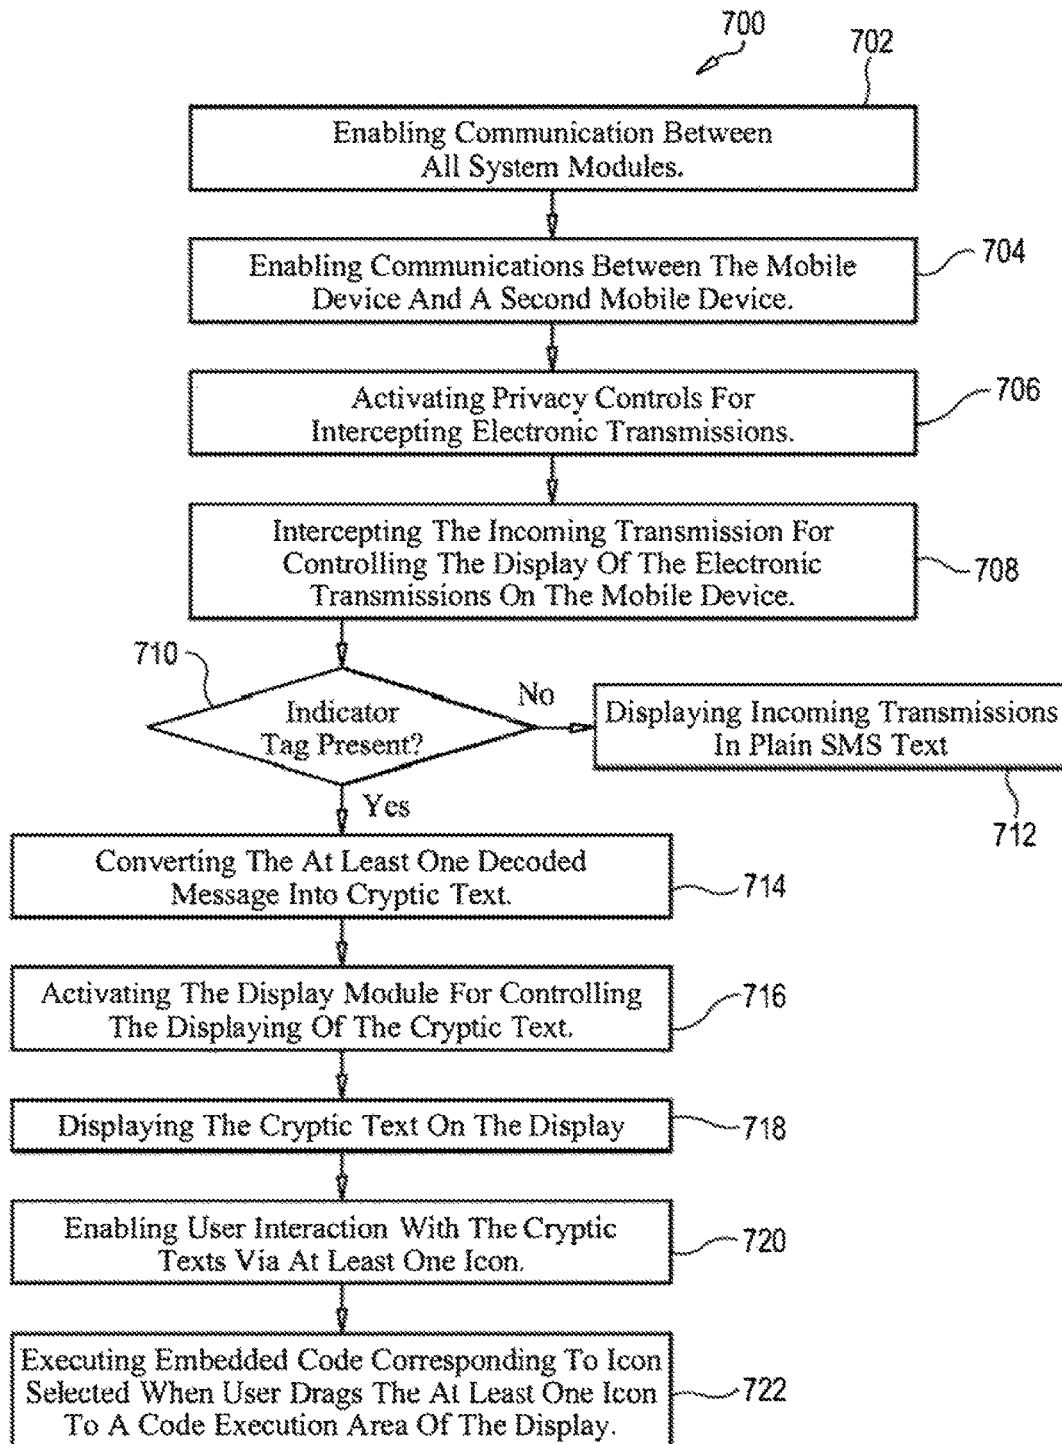 700
702
Enabling Communication Between
All System Modules.
Enabling Communications Between The Mobile
Device And A Second Mobile Device.
704
Activating Privacy Controls For
Intercepting Electronic Transmissions.
706
Intercepting The Incoming Transmission For
Controlling The Display Of The Electronic
Transmissions On The Mobile Device.
708
710
Indicator
Tag Present?
No
Displaying Incoming Transmissions
In Plain SMS Text
712
Yes
Converting The At Least One Decoded
Message Into Cryptic Text.
714
Activating The Display Module For Controlling
The Displaying Of The Cryptic Text.
716
Displaying The Cryptic Text On The Display
718
Enabling User Interaction With The Cryptic
Texts Via At Least One Icon.
720
Executing Embedded Code Corresponding To Icon
Selected When User Drags The At Least One Icon
To A Code Execution Area Of The Display.
722